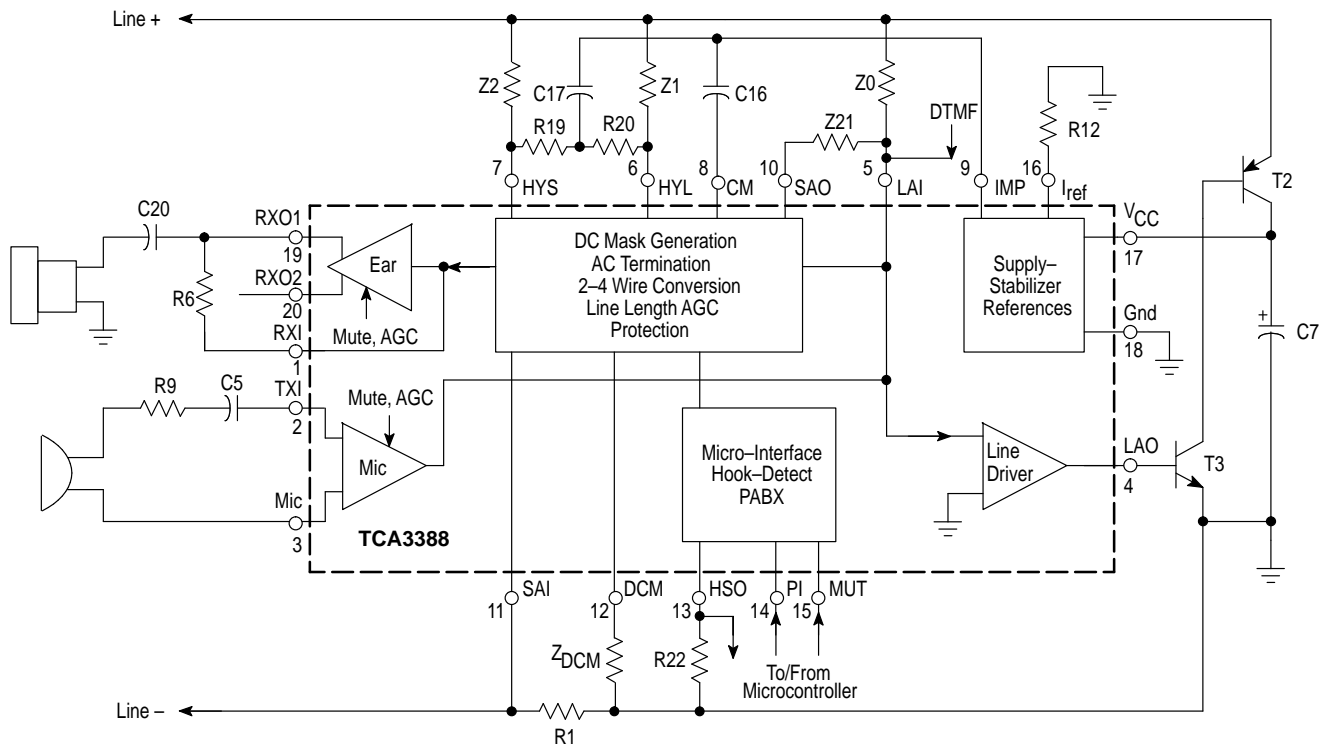 Line +
Z2
C17
Z1
C16
Z0
Z21
DTMF
R12
R19
R20
7
HYS
6
HYL
8
CM
10
SAO
5
LAI
9
IMP
16
Iref
T2
C20
RXO1
19
RXO2
20
R6
RXI
1
Ear
Mute, AGC
DC Mask Generation
AC Termination
2–4 Wire Conversion
Line Length AGC
Protection
Supply–
Stabilizer
References
VCC
17
Gnd
18
+
C7
R9
C5
TXI
2
Mute, AGC
Mic
Mic
3
TCA3388
Micro–Interface
Hook–Detect
PABX
Line
Driver
LAO
4
T3
SAI
11
DCM
12
HSO
13
PI
14
MUT
15
ZDCM
R22
To/From
Microcontroller
Line –
R1